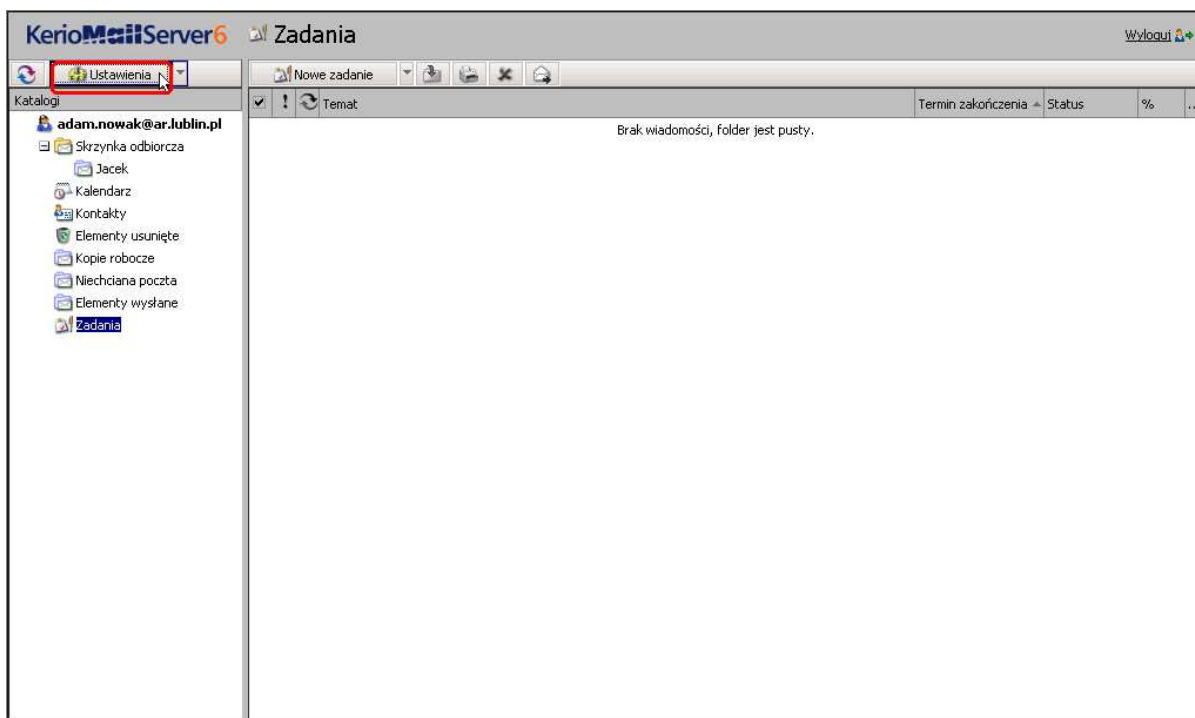 KerioMailServer6
Zadania
Wyloguj
Ustawienia
Nowe zadanie
Katalogi
! Temat Termin zakończenia Status % ..
adam.nowak@ar.lublin.pl
Brak wiadomości, folder jest pusty.
Skrzynka odbiorcza
Jacek
Kalendarz
Kontakty
Elementy usunięte
Kopie robocze
Niechciana poczta
Elementy wysłane
Zadania